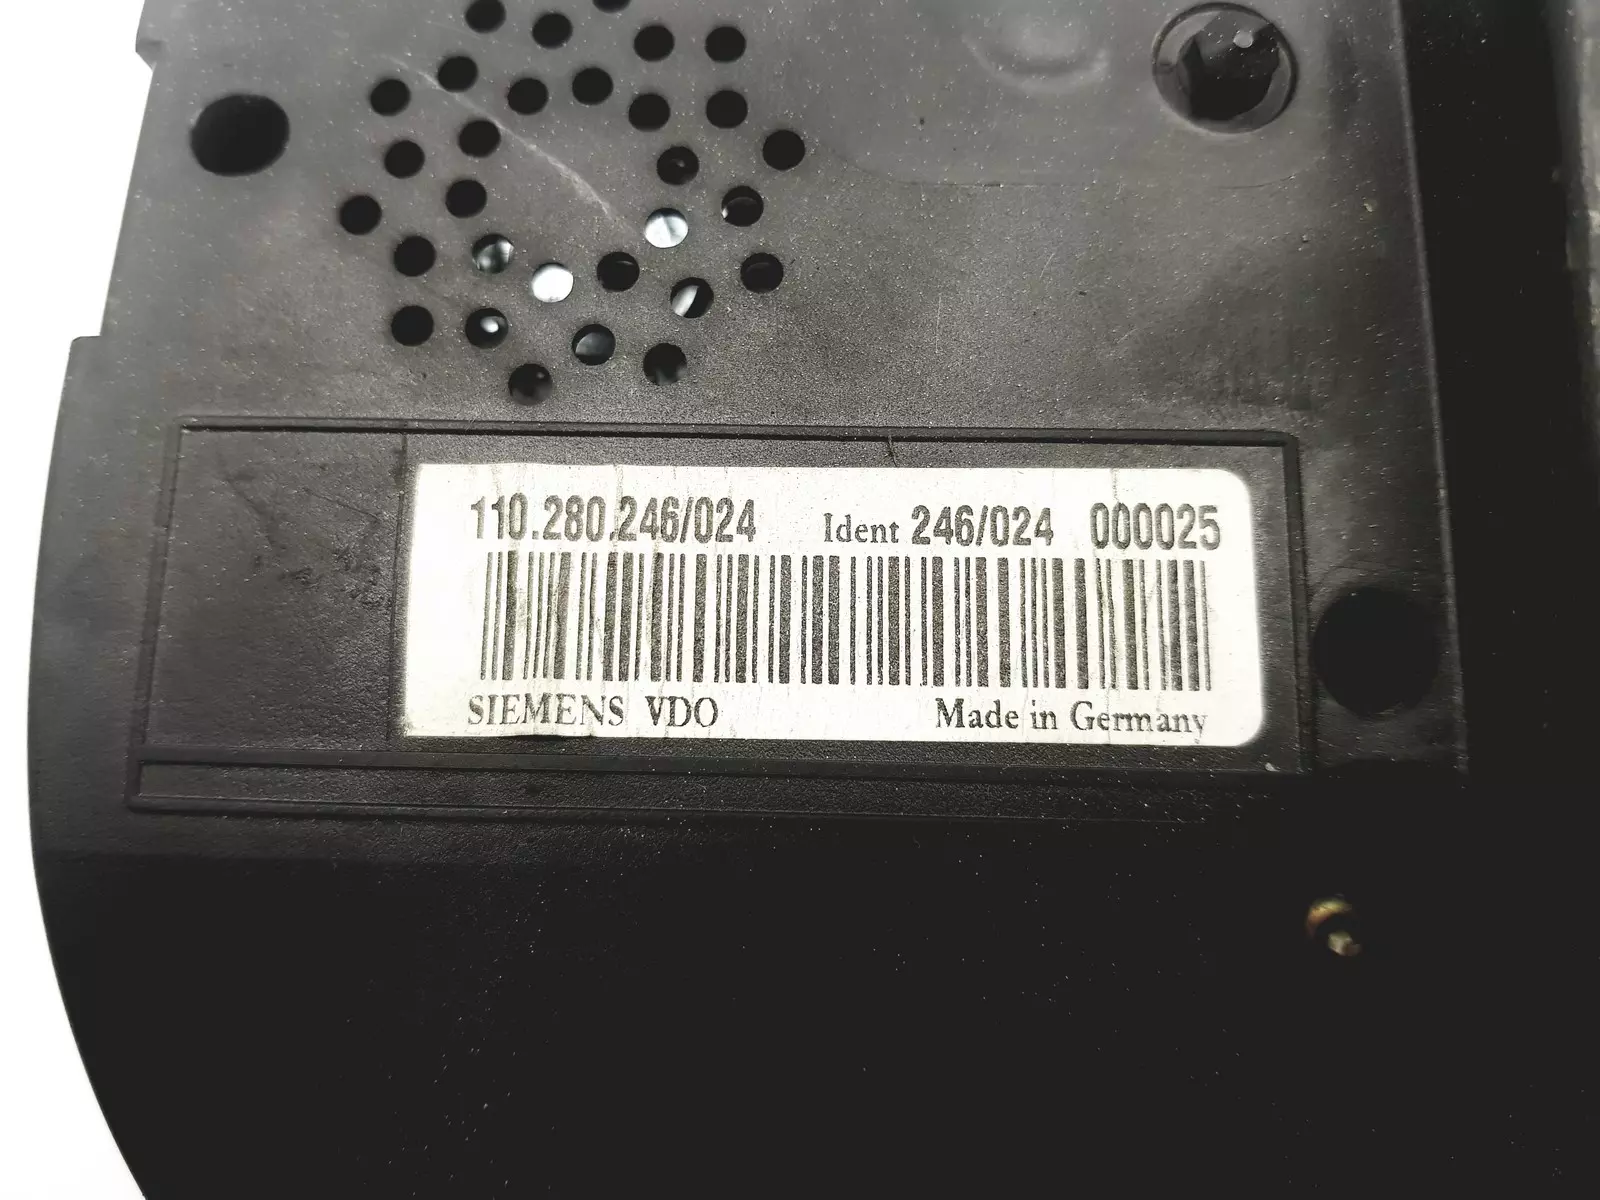 110.280.246/024 Ident 246/024 000025
SIEMENS VDO Made in Germany